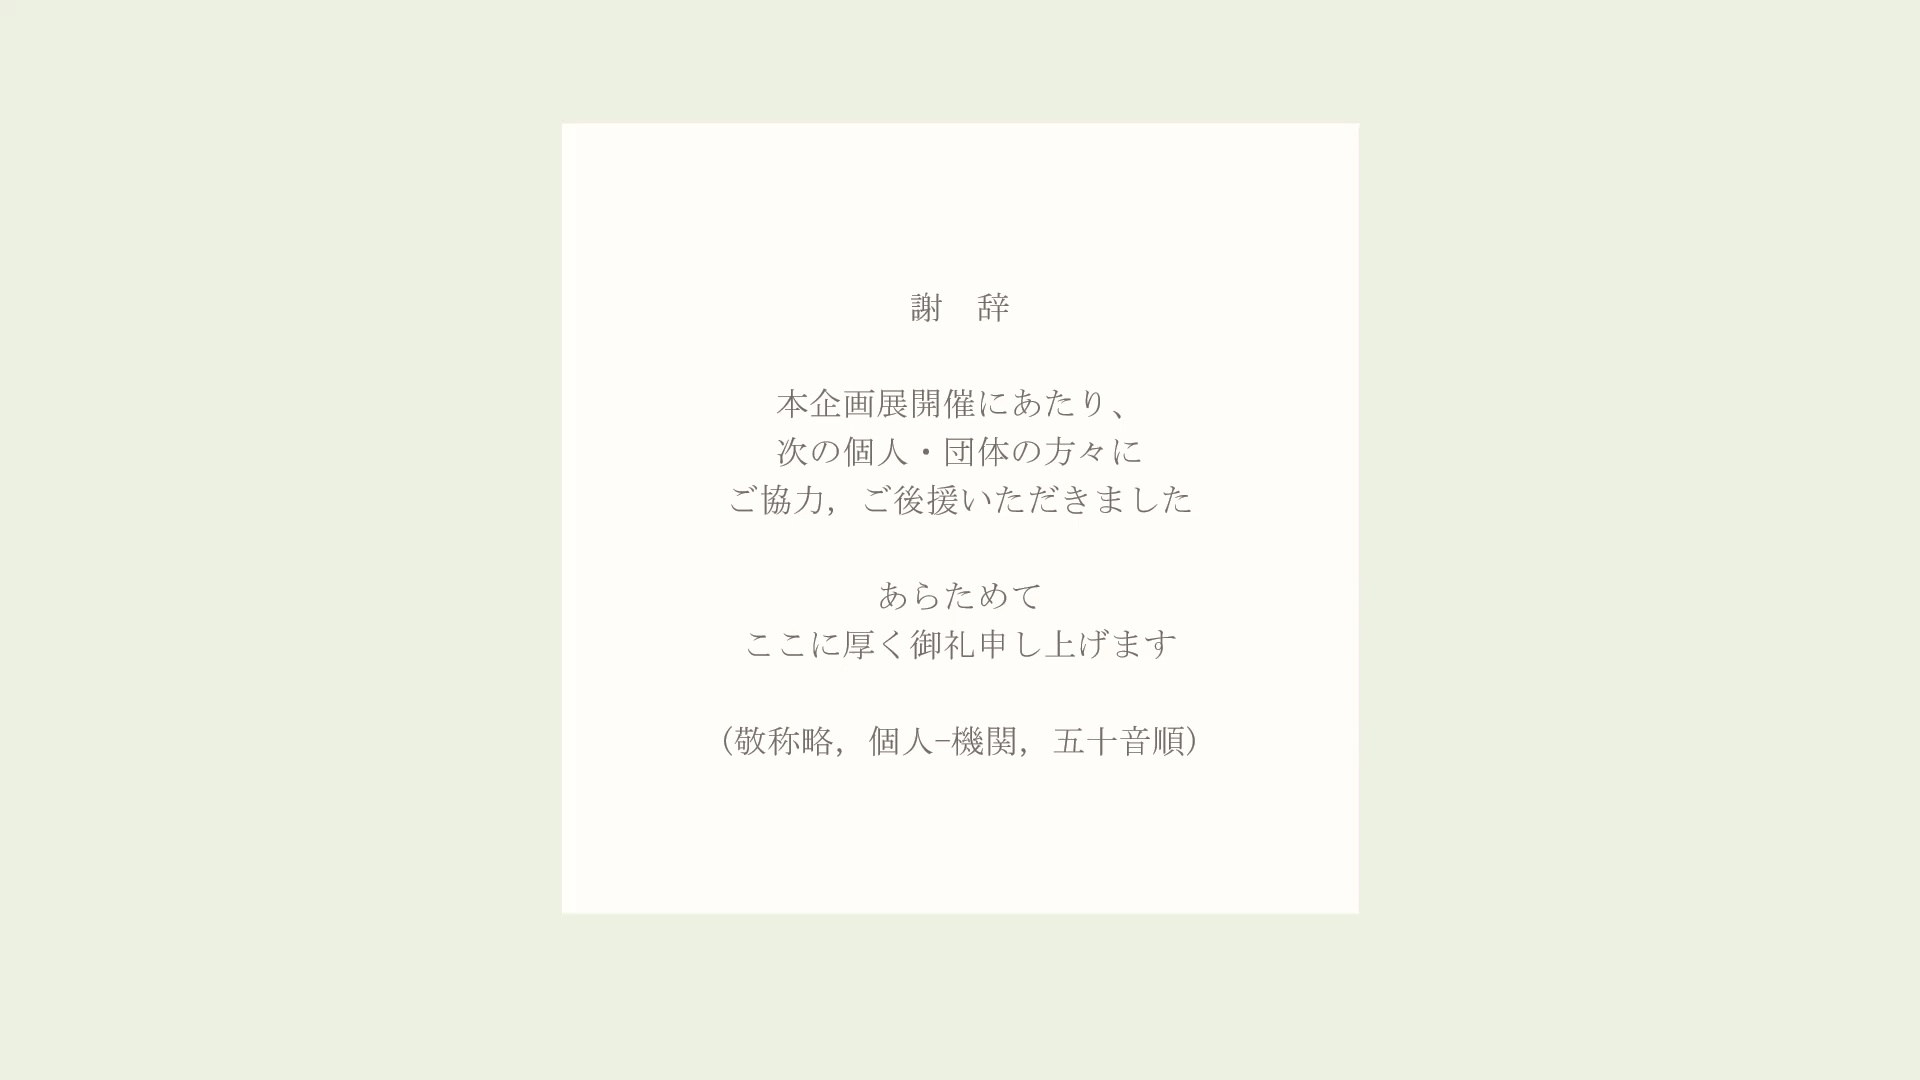 謝　辞
本企画展開催にあたり、
次の個人・団体の方々に
ご協力，ご後援いただきました
あらためて
ここに厚く御礼申し上げます
（敬称略，個人−機関，五十音順）